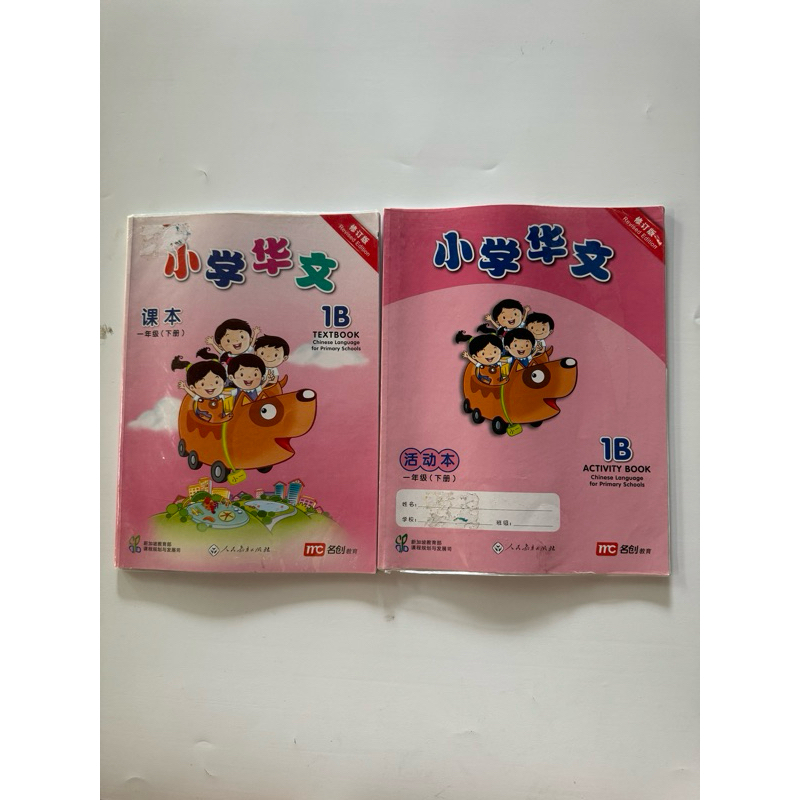 修订版
Revised Edition
小学华文
课本
一年级（下册）
1B
TEXTBOOK
Chinese Language
for Primary Schools
新加坡教育部
课程规划与发展司
人民教育出版社
mc 名创教育
修订版
Revised Edition
小学华文
1B
ACTIVITY BOOK
Chinese Language
for Primary Schools
活动本
一年级（下册）
姓名：
学校：
班级：
新加坡教育部
课程规划与发展司
人民教育出版社
mc 名创教育